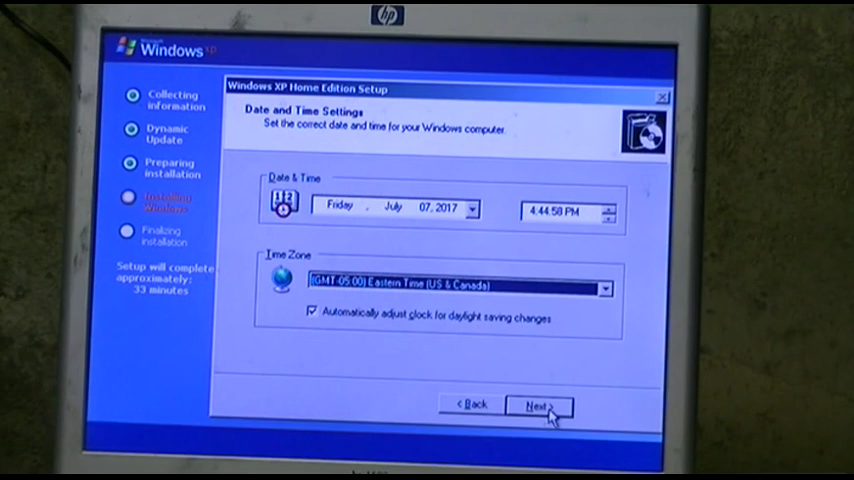 hp
Microsoft
Windows xp
Collecting
information
Dynamic
Update
Preparing
installation
Installing
Windows
Finalizing
installation
Setup will complete
approximately:
33 minutes
Windows XP Home Edition Setup
Date and Time Settings
Set the correct date and time for your Windows computer.
Date & Time
12
Friday , July 07, 2017
4:44:58 PM
Time Zone
(GMT-05:00) Eastern Time (US & Canada)
Automatically adjust clock for daylight saving changes
< Back
Next >